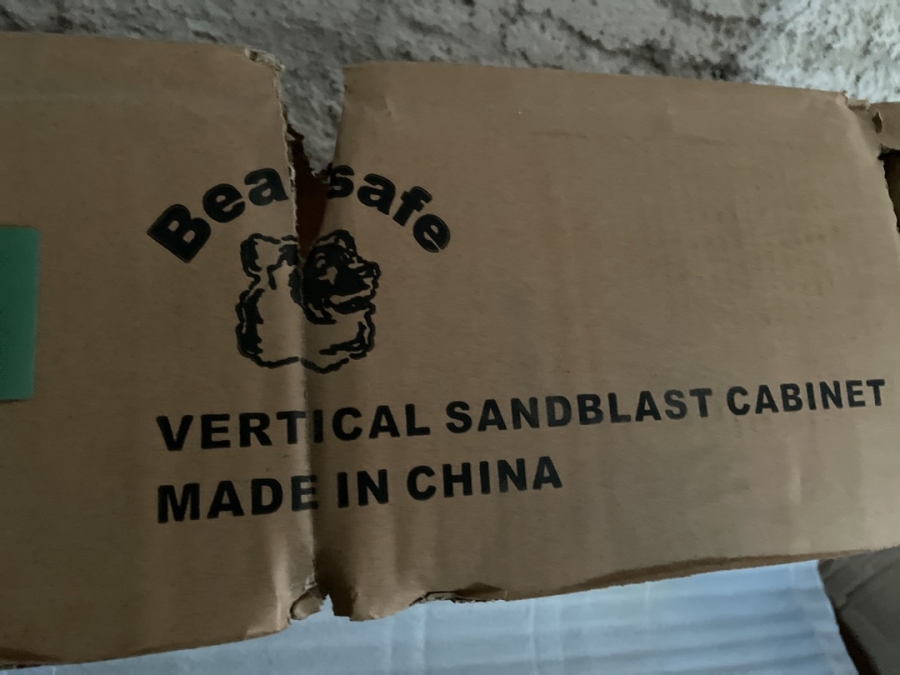 Bea safe
VERTICAL SANDBLAST CABINET
MADE IN CHINA